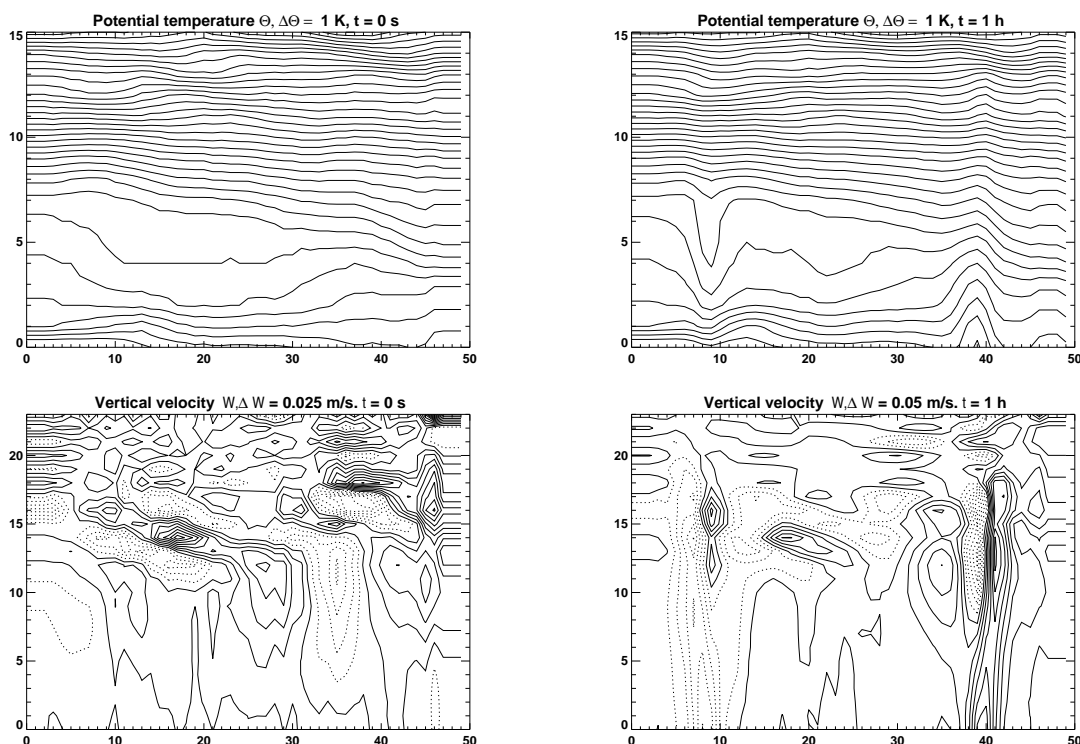 Potential temperature Θ, ΔΘ = 1 K, t = 0 s
15
10
5
0
0 10 20 30 40 50
Potential temperature Θ, ΔΘ = 1 K, t = 1 h
15
10
5
0
0 10 20 30 40 50
Vertical velocity W,Δ W = 0.025 m/s. t = 0 s
20
15
10
5
0
0 10 20 30 40 50
Vertical velocity W,Δ W = 0.05 m/s. t = 1 h
20
15
10
5
0
0 10 20 30 40 50